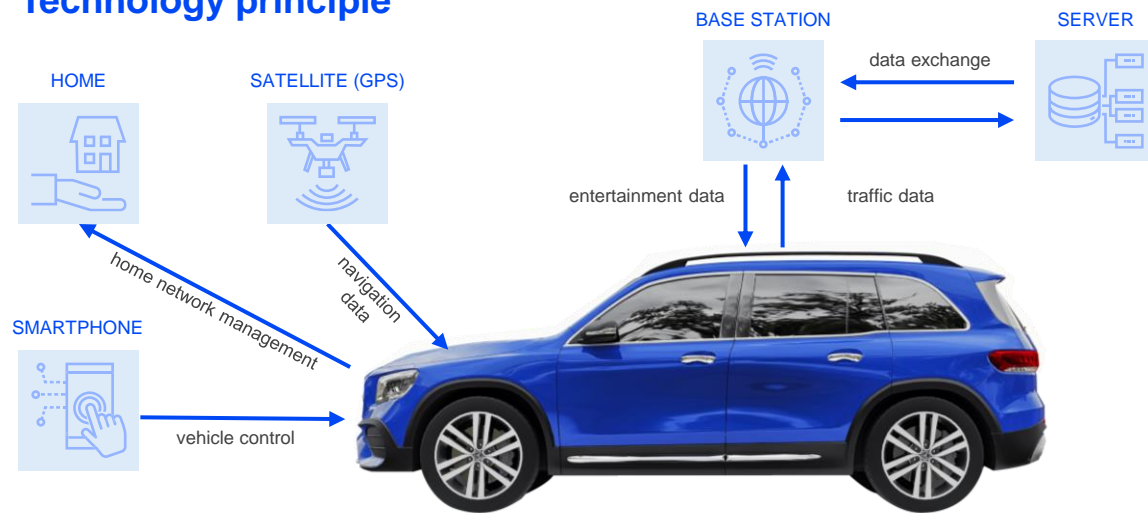 Technology principle
BASE STATION
SERVER
data exchange
HOME
SATELLITE (GPS)
entertainment data
traffic data
home network management
navigation
data
SMARTPHONE
vehicle control